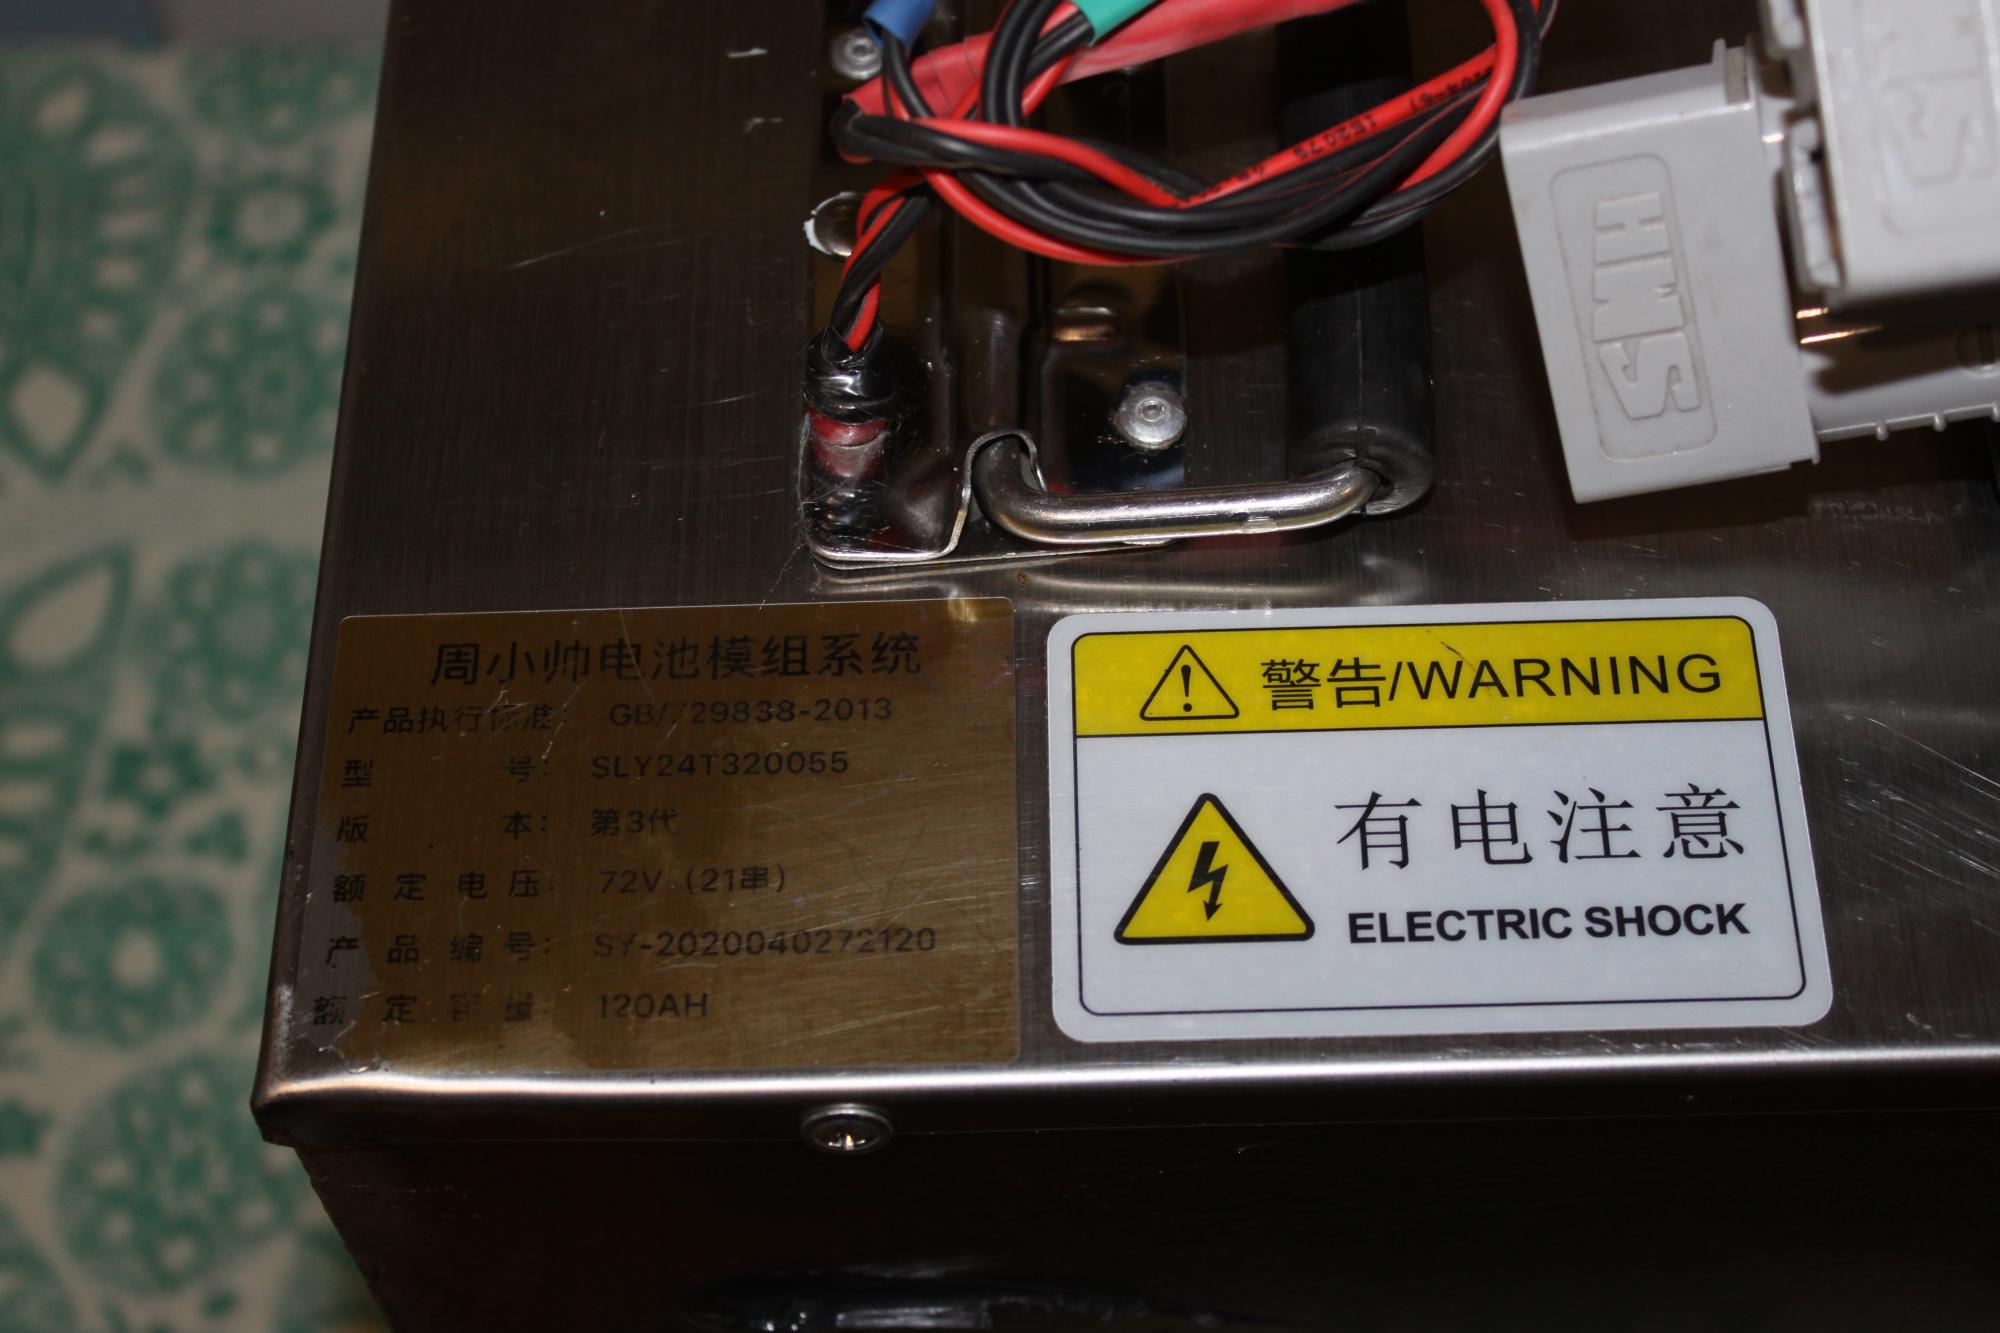 HMS
周小帅电池模组系统
产品执行标准: GB/729838-2013
型号: SLY24T320055
版本: 第3代
额定电压: 72V (21串)
产品编号: SY-2020040272120
额定容量: 120AH
警告/WARNING
有电注意
ELECTRIC SHOCK